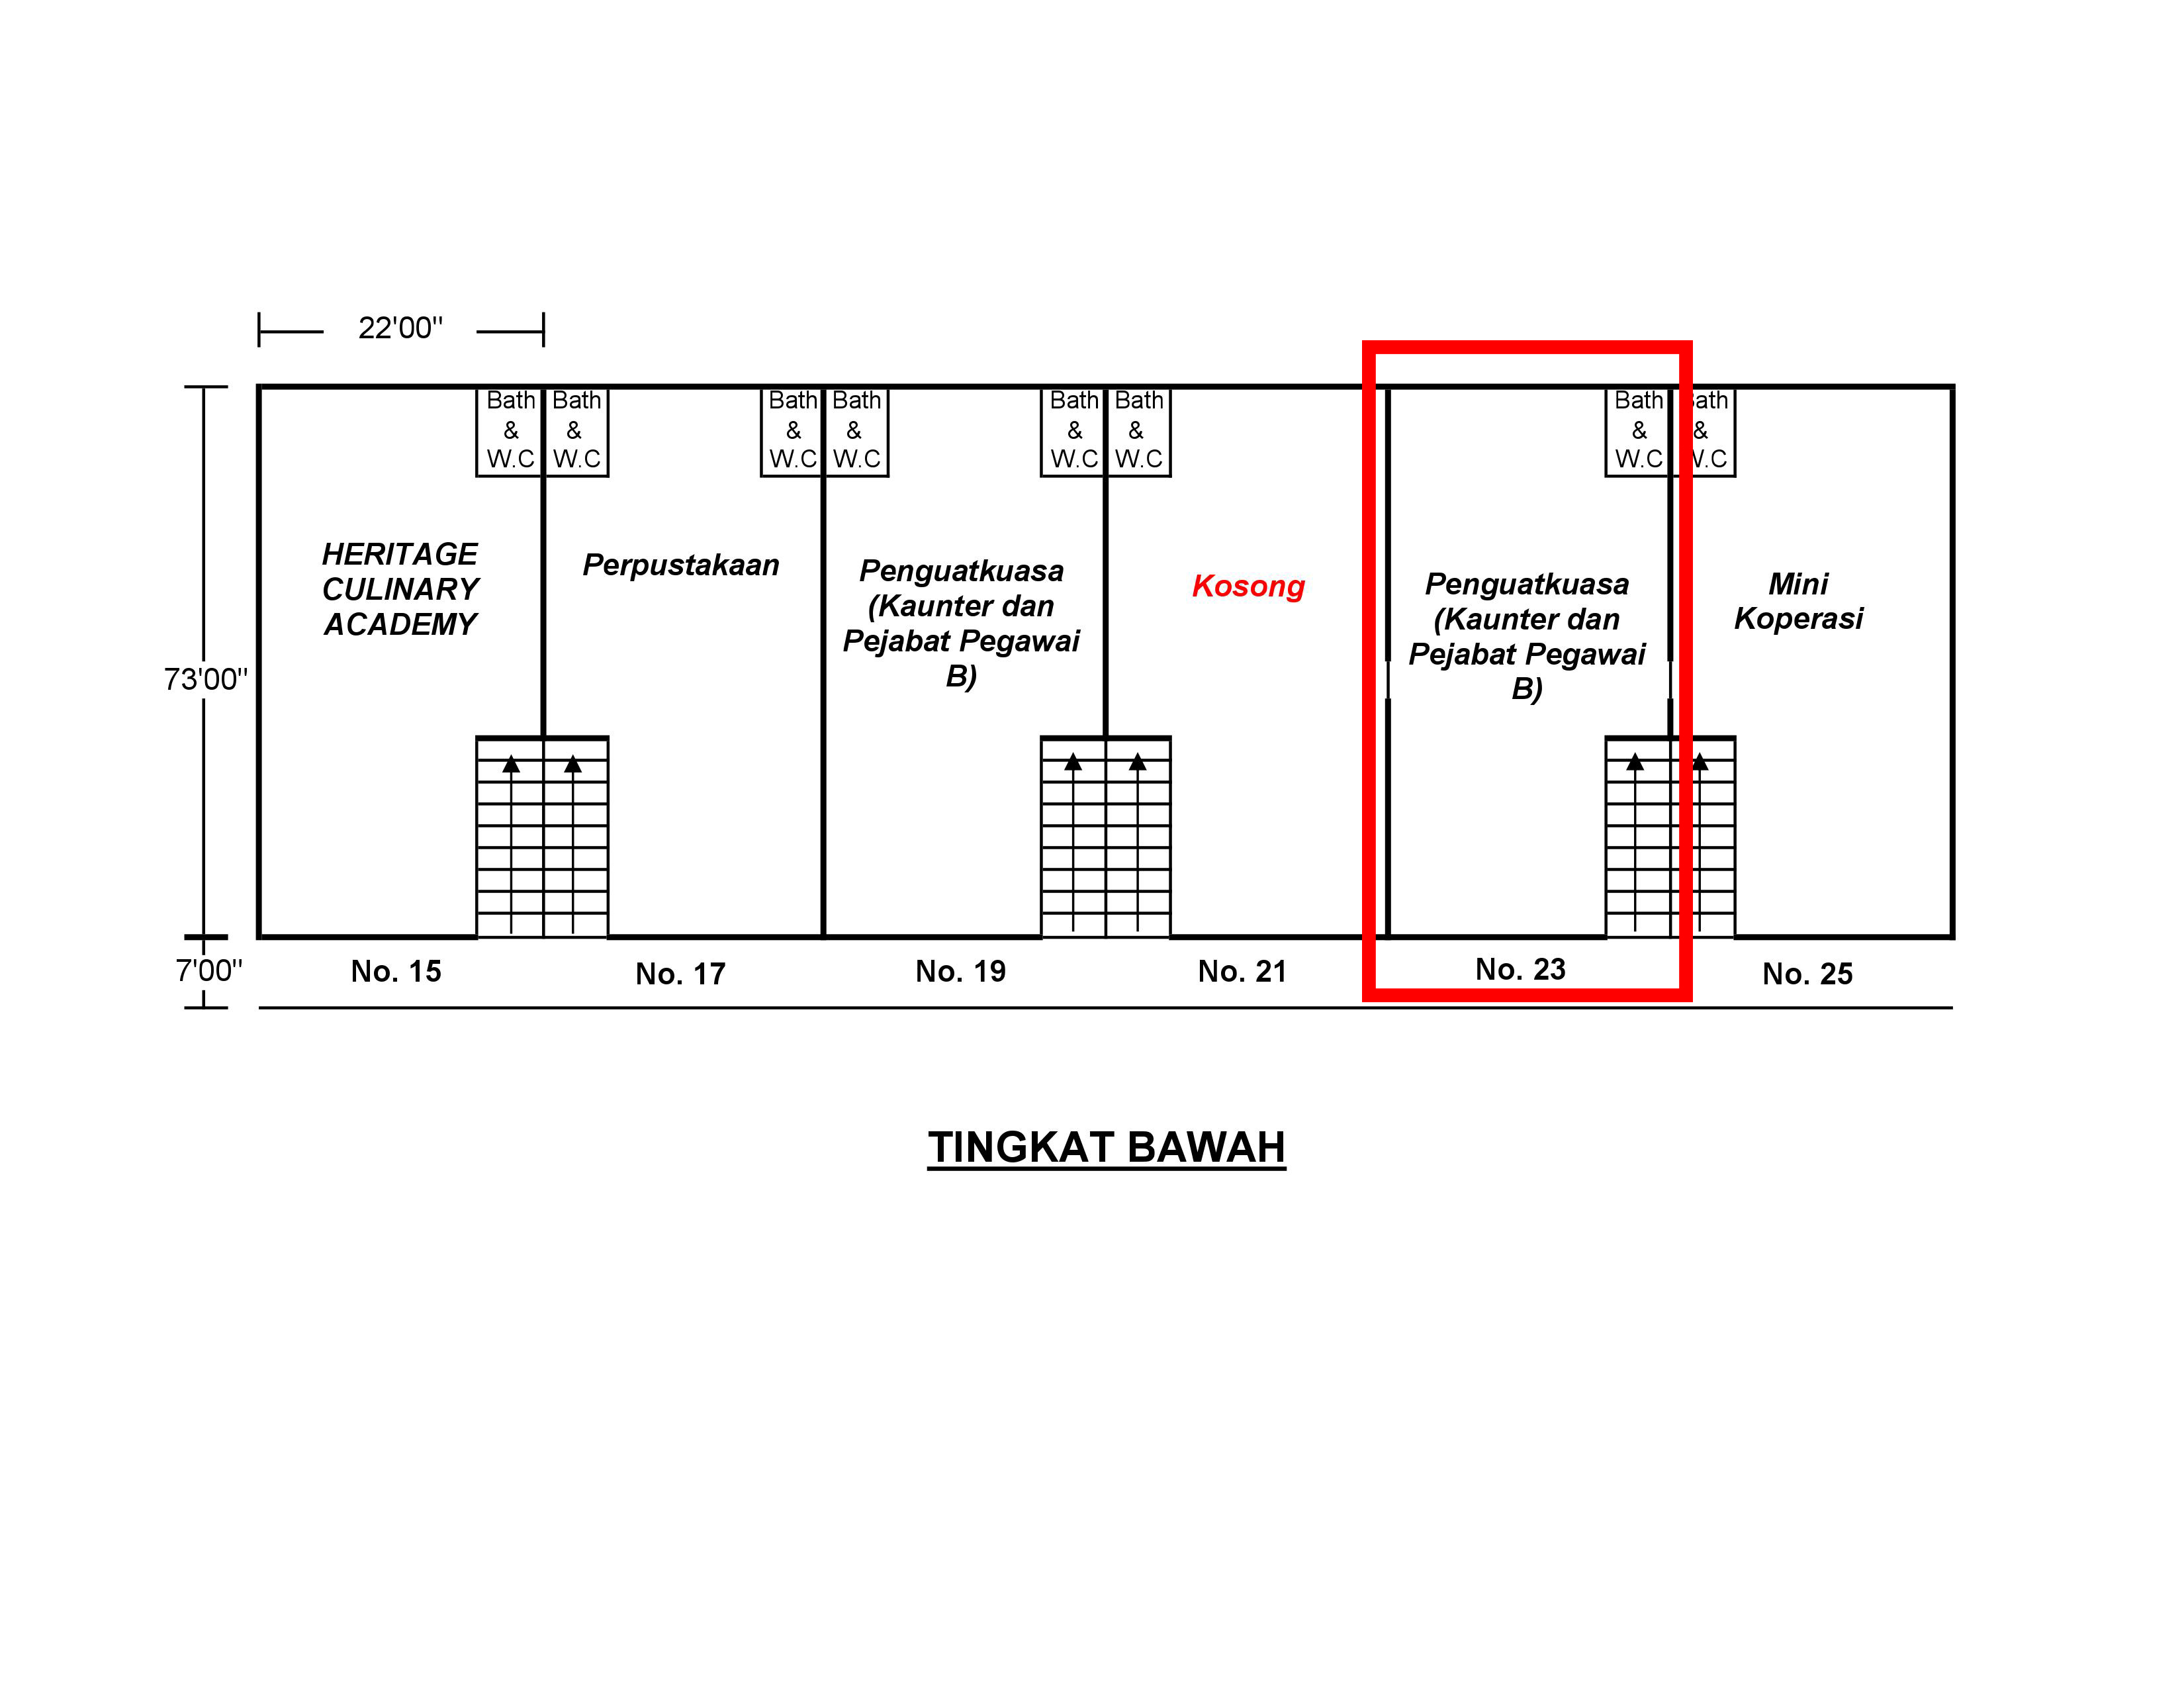 22'00"
Bath
&
W.C
Bath
&
W.C
Bath
&
W.C
Bath
&
W.C
Bath
&
W.C
Bath
&
W.C
Bath
&
W.C
Bath
&
W.C
HERITAGE
CULINARY
ACADEMY
Perpustakaan
Penguatkuasa
(Kaunter dan
Pejabat Pegawai
B)
Kosong
Penguatkuasa
(Kaunter dan
Pejabat Pegawai
B)
Mini
Koperasi
73'00"
7'00"
No. 15
No. 17
No. 19
No. 21
No. 23
No. 25
TINGKAT BAWAH